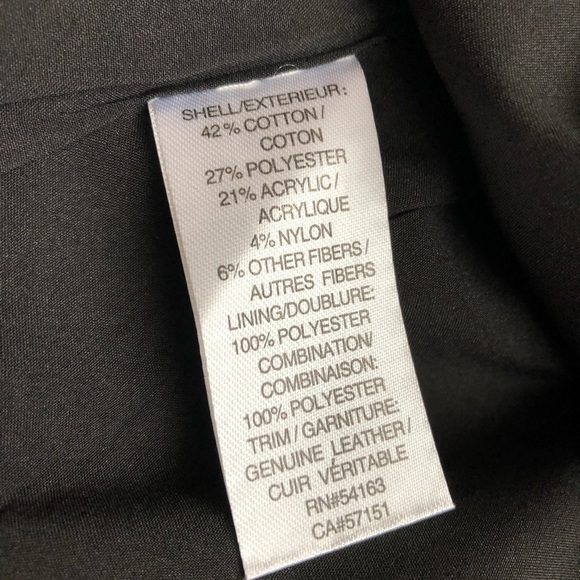 SHELL/EXTERIEUR:
42% COTTON/
COTON
27% POLYESTER
21% ACRYLIC/
ACRYLIQUE
4% NYLON
6% OTHER FIBERS/
AUTRES FIBERS
LINING/DOUBLURE:
100% POLYESTER
COMBINATION/
COMBINAISON:
100% POLYESTER
TRIM / GARNITURE:
GENUINE LEATHER/
CUIR VÉRITABLE
RN#54163
CA#57151